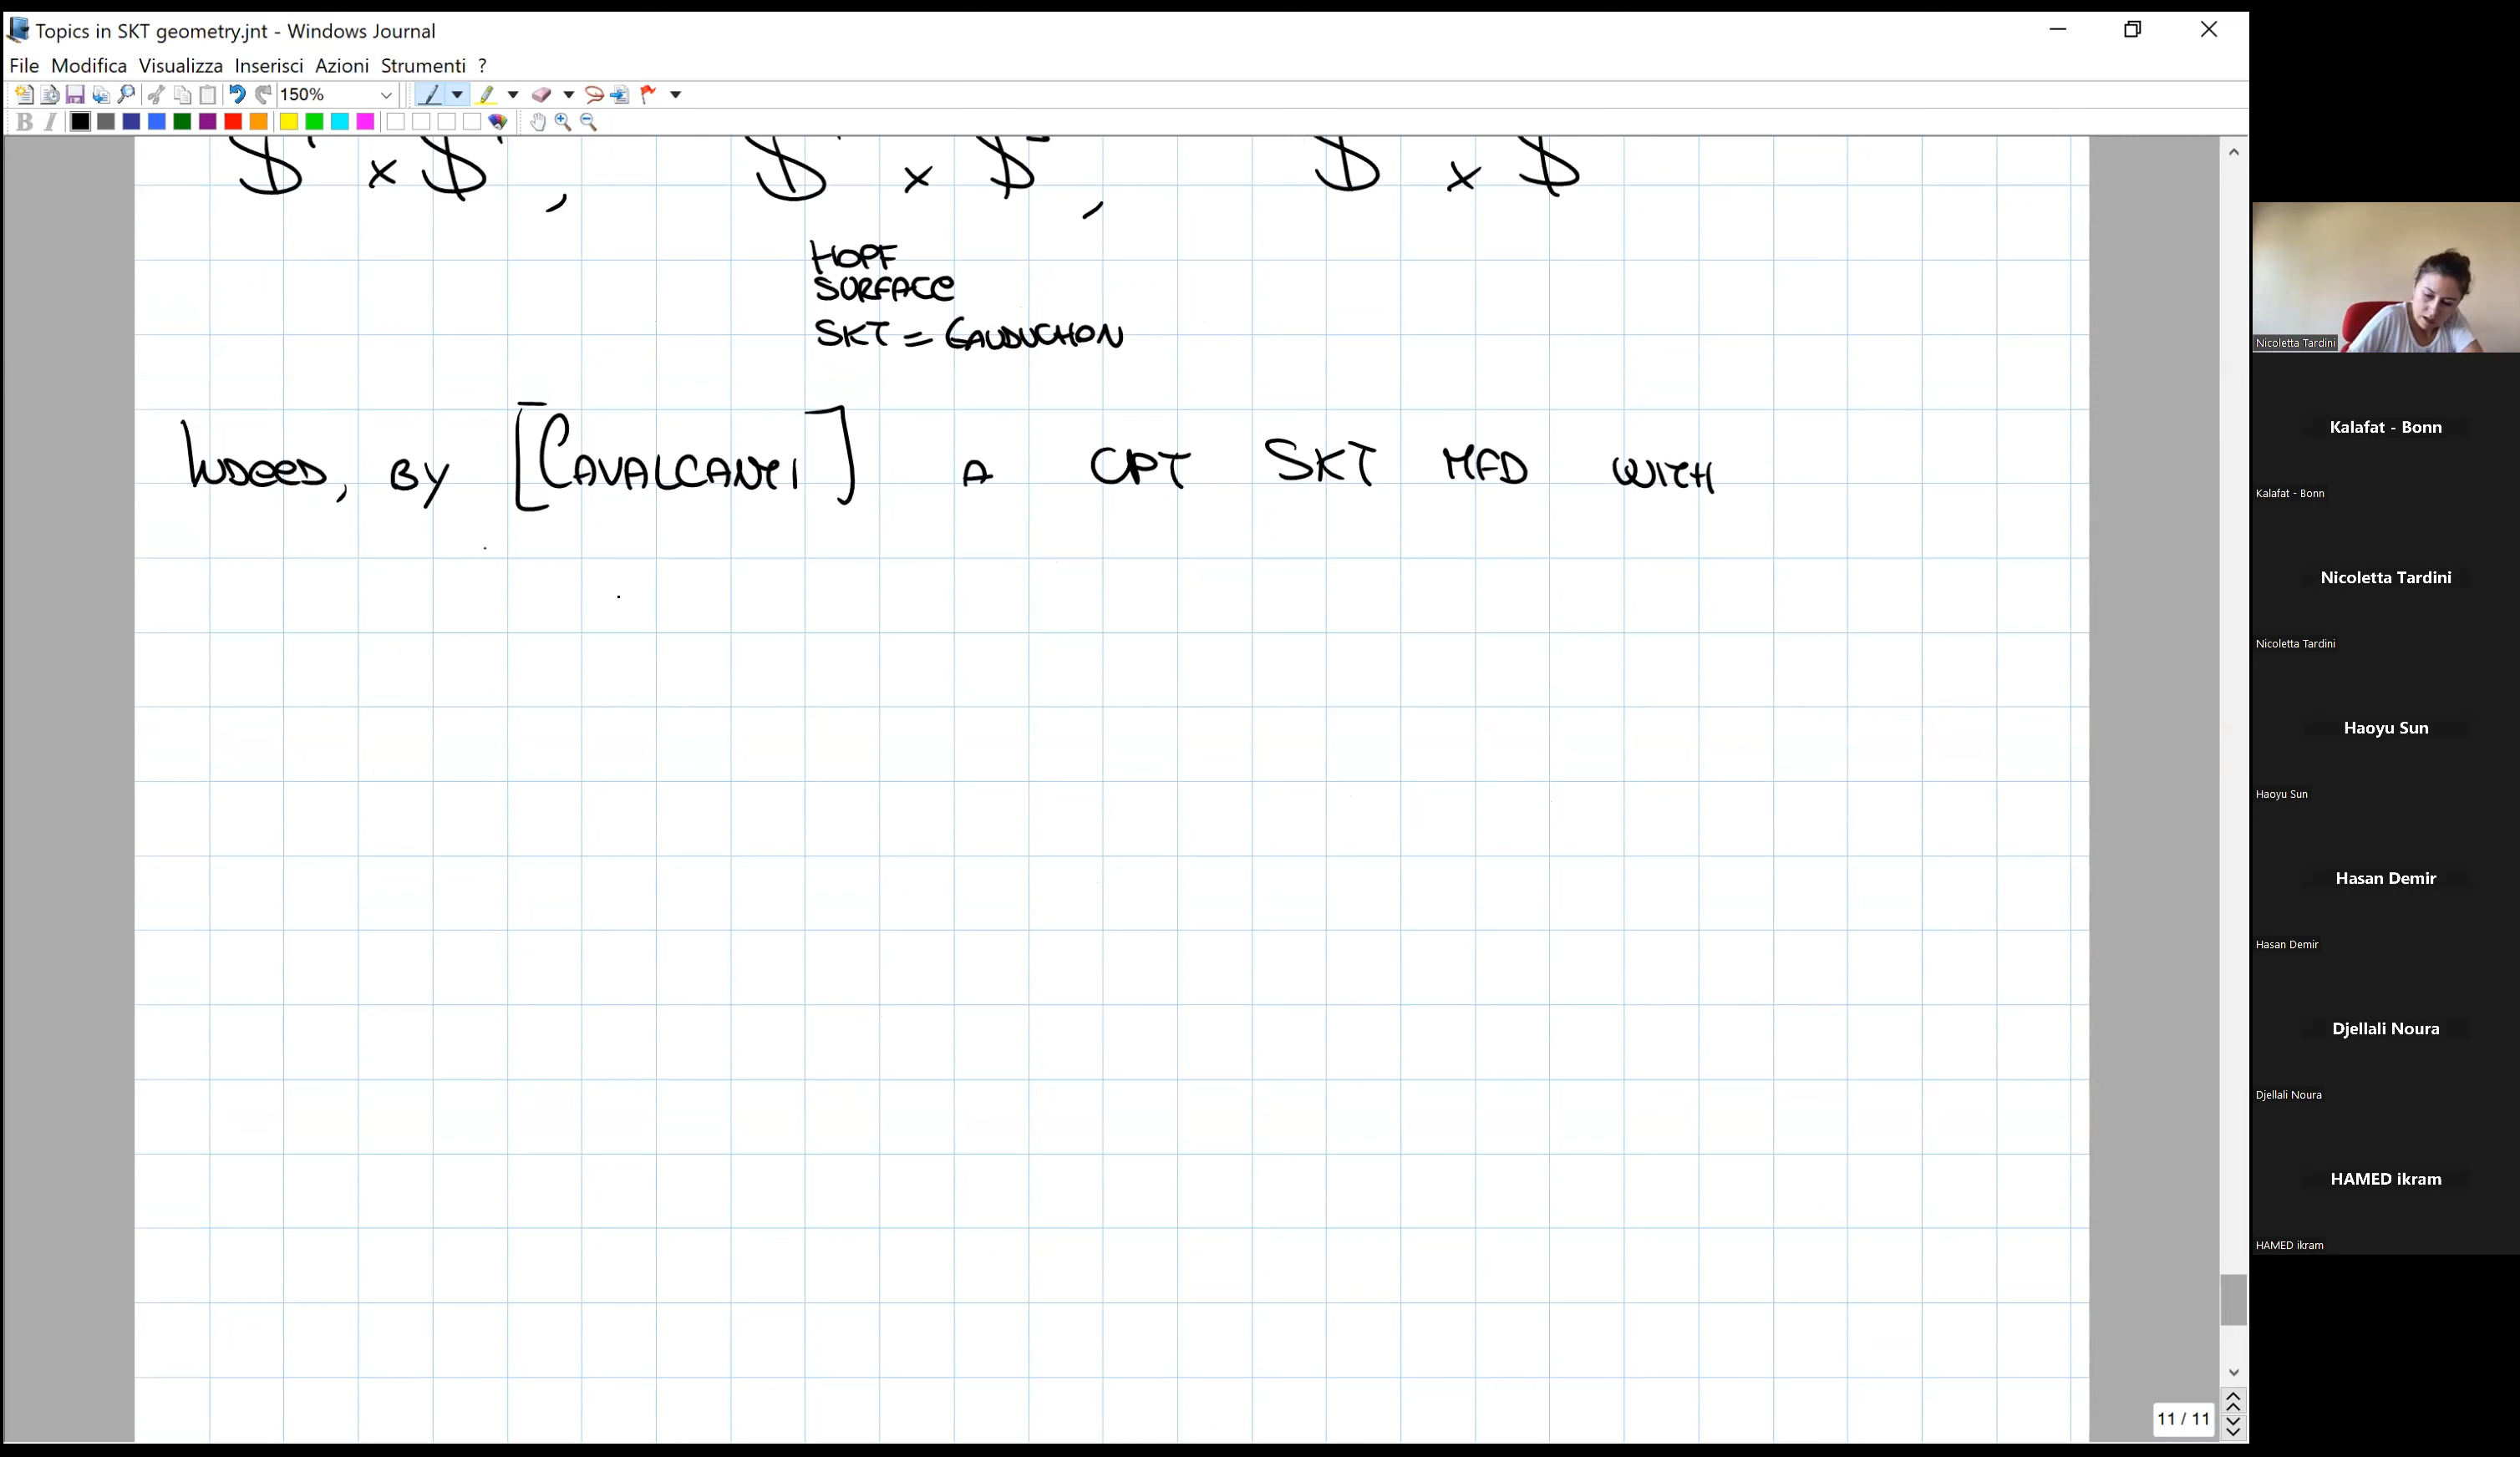 Topics in SKT geometry.jnt - Windows Journal
File Modifica Visualizza Inserisci Azioni Strumenti ?
150%
B I
S × S , S × S , S × S
HOPF
SURFACE
SKT = GAUDUCHON
INDEED, BY [CAVALCANTI] A CPT SKT MFD WITH
11 / 11
Nicoletta Tardini
Kalafat - Bonn
Kalafat - Bonn
Nicoletta Tardini
Nicoletta Tardini
Haoyu Sun
Haoyu Sun
Hasan Demir
Hasan Demir
Djellali Noura
Djellali Noura
HAMED ikram
HAMED ikram